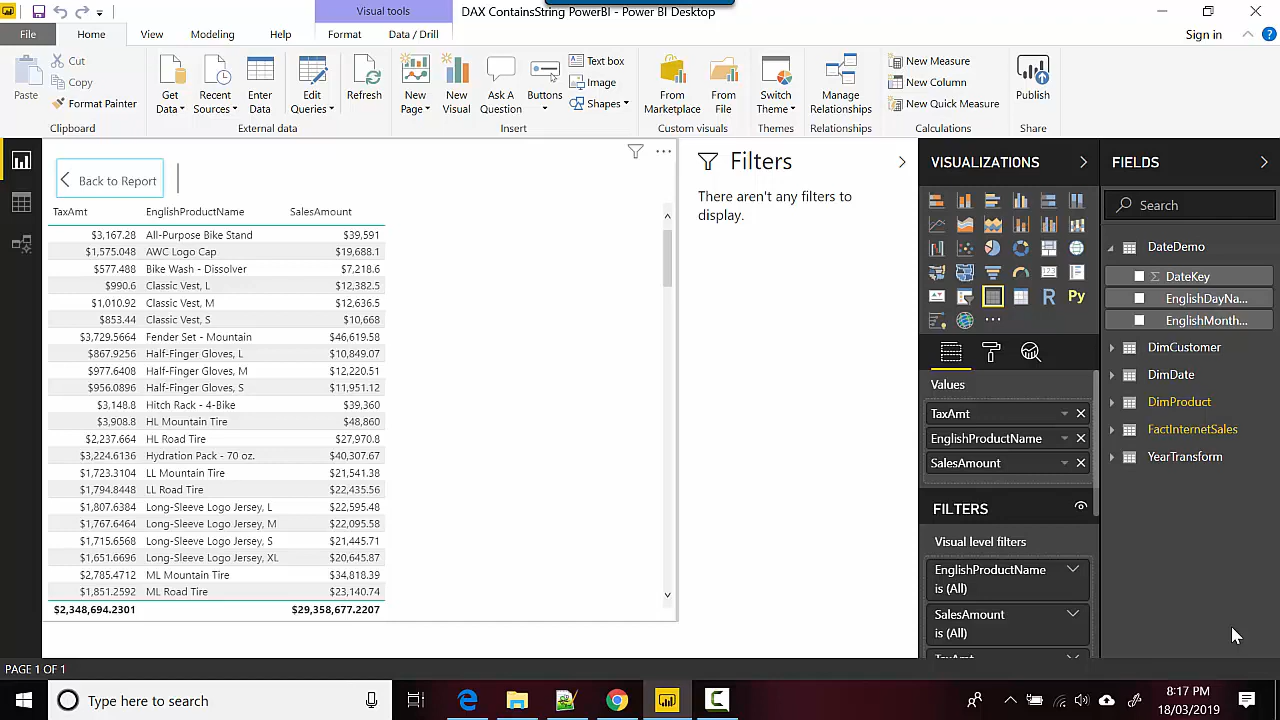 Visual tools
DAX ContainsString PowerBI - Power BI Desktop
File
Home
View
Modeling
Help
Format
Data / Drill
Sign in
Paste
Cut
Copy
Format Painter
Clipboard
Get Data
Recent Sources
Enter Data
Edit Queries
Refresh
External data
New Page
New Visual
Ask A Question
Buttons
Text box
Image
Shapes
Insert
From Marketplace
From File
Custom visuals
Switch Theme
Themes
Manage Relationships
Relationships
New Measure
New Column
New Quick Measure
Calculations
Publish
Share
Back to Report
TaxAmt EnglishProductName SalesAmount
$3,167.28 All-Purpose Bike Stand $39,591
$1,575.048 AWC Logo Cap $19,688.1
$577.488 Bike Wash - Dissolver $7,218.6
$990.6 Classic Vest, L $12,382.5
$1,010.92 Classic Vest, M $12,636.5
$853.44 Classic Vest, S $10,668
$3,729.5664 Fender Set - Mountain $46,619.58
$867.9256 Half-Finger Gloves, L $10,849.07
$977.6408 Half-Finger Gloves, M $12,220.51
$956.0896 Half-Finger Gloves, S $11,951.12
$3,148.8 Hitch Rack - 4-Bike $39,360
$3,908.8 HL Mountain Tire $48,860
$2,237.664 HL Road Tire $27,970.8
$3,224.6136 Hydration Pack - 70 oz. $40,307.67
$1,723.3104 LL Mountain Tire $21,541.38
$1,794.8448 LL Road Tire $22,435.56
$1,807.6384 Long-Sleeve Logo Jersey, L $22,595.48
$1,767.6464 Long-Sleeve Logo Jersey, M $22,095.58
$1,715.6568 Long-Sleeve Logo Jersey, S $21,445.71
$1,651.6696 Long-Sleeve Logo Jersey, XL $20,645.87
$2,785.4712 ML Mountain Tire $34,818.39
$1,851.2592 ML Road Tire $23,140.74
$2,348,694.2301 $29,358,677.2207
Filters
There aren't any filters to
display.
VISUALIZATIONS
R
Py
Values
TaxAmt
EnglishProductName
SalesAmount
FILTERS
Visual level filters
EnglishProductName
is (All)
SalesAmount
is (All)
TaxAmt
FIELDS
Search
DateDemo
DateKey
EnglishDayNa...
EnglishMonth...
DimCustomer
DimDate
DimProduct
FactInternetSales
YearTransform
PAGE 1 OF 1
Type here to search
8:17 PM
18/03/2019